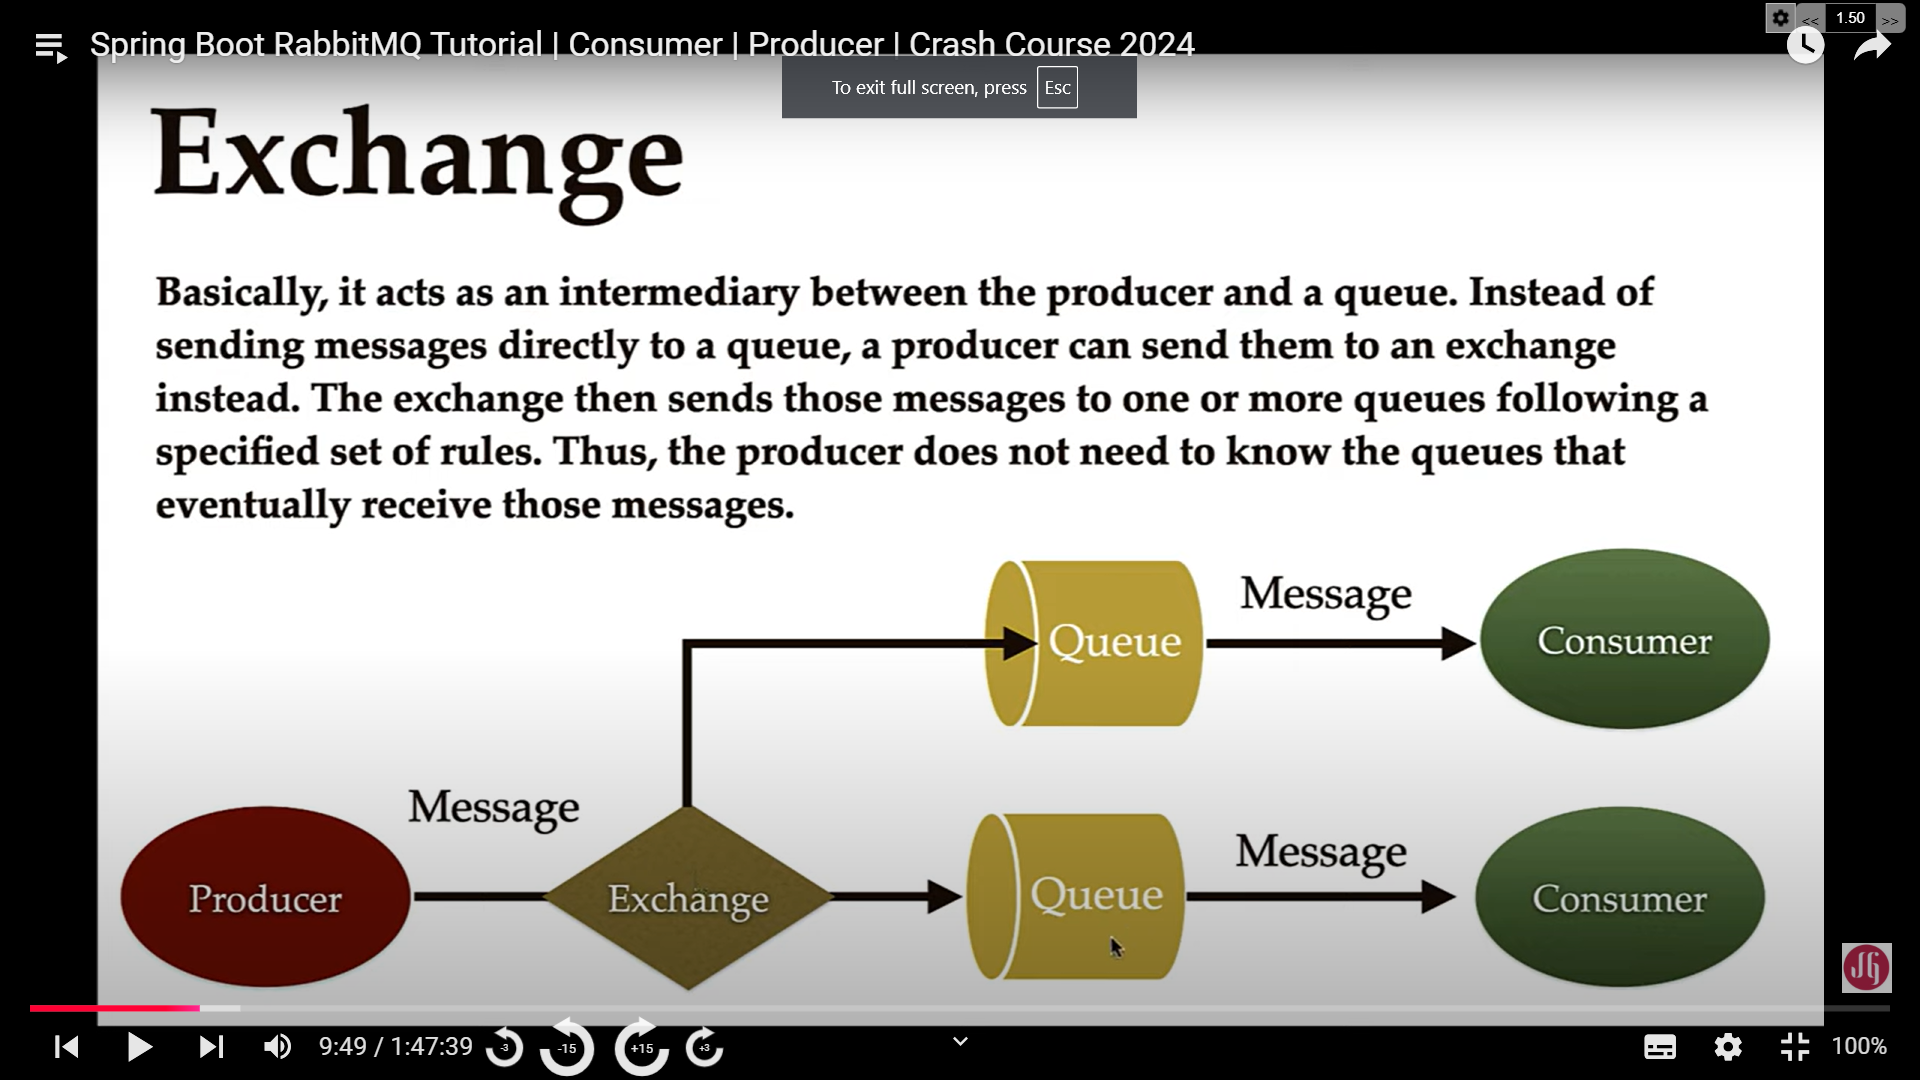 << 1.50 >>
Spring Boot RabbitMQ Tutorial | Consumer | Producer | Crash Course 2024
To exit full screen, press Esc
Exchange
Basically, it acts as an intermediary between the producer and a queue. Instead of
sending messages directly to a queue, a producer can send them to an exchange
instead. The exchange then sends those messages to one or more queues following a
specified set of rules. Thus, the producer does not need to know the queues that
eventually receive those messages.
Queue
Message
Consumer
Producer
Message
Exchange
Queue
Message
Consumer
JG
9:49 / 1:47:39
-3
-15
+15
+3
100%